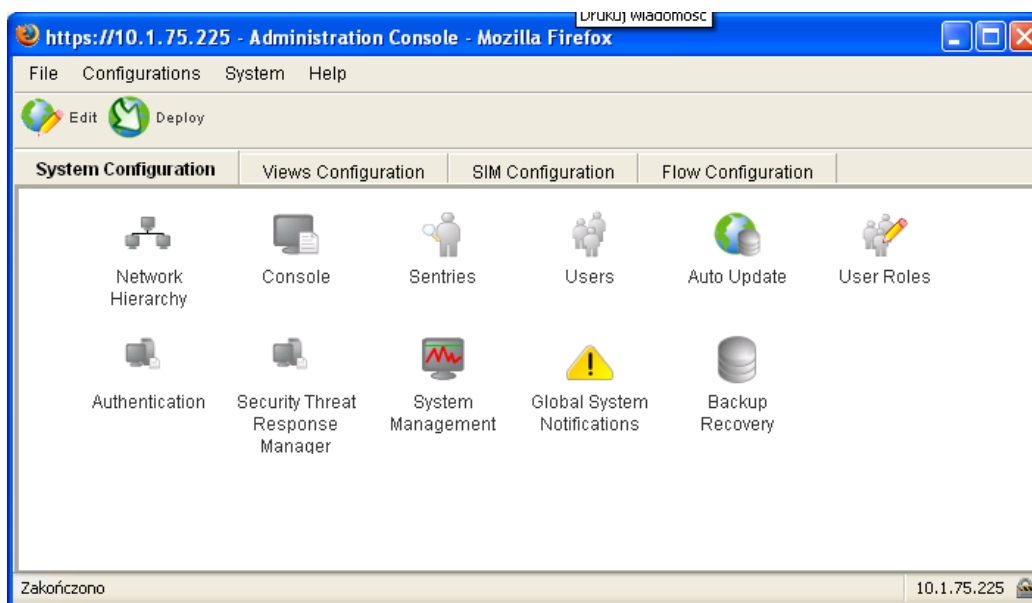 Drukuj wiadomość
https://10.1.75.225 - Administration Console - Mozilla Firefox
File Configurations System Help
Edit Deploy
System Configuration Views Configuration SIM Configuration Flow Configuration
Network Hierarchy
Console
Sentries
Users
Auto Update
User Roles
Authentication
Security Threat Response Manager
System Management
Global System Notifications
Backup Recovery
Zakończono 10.1.75.225